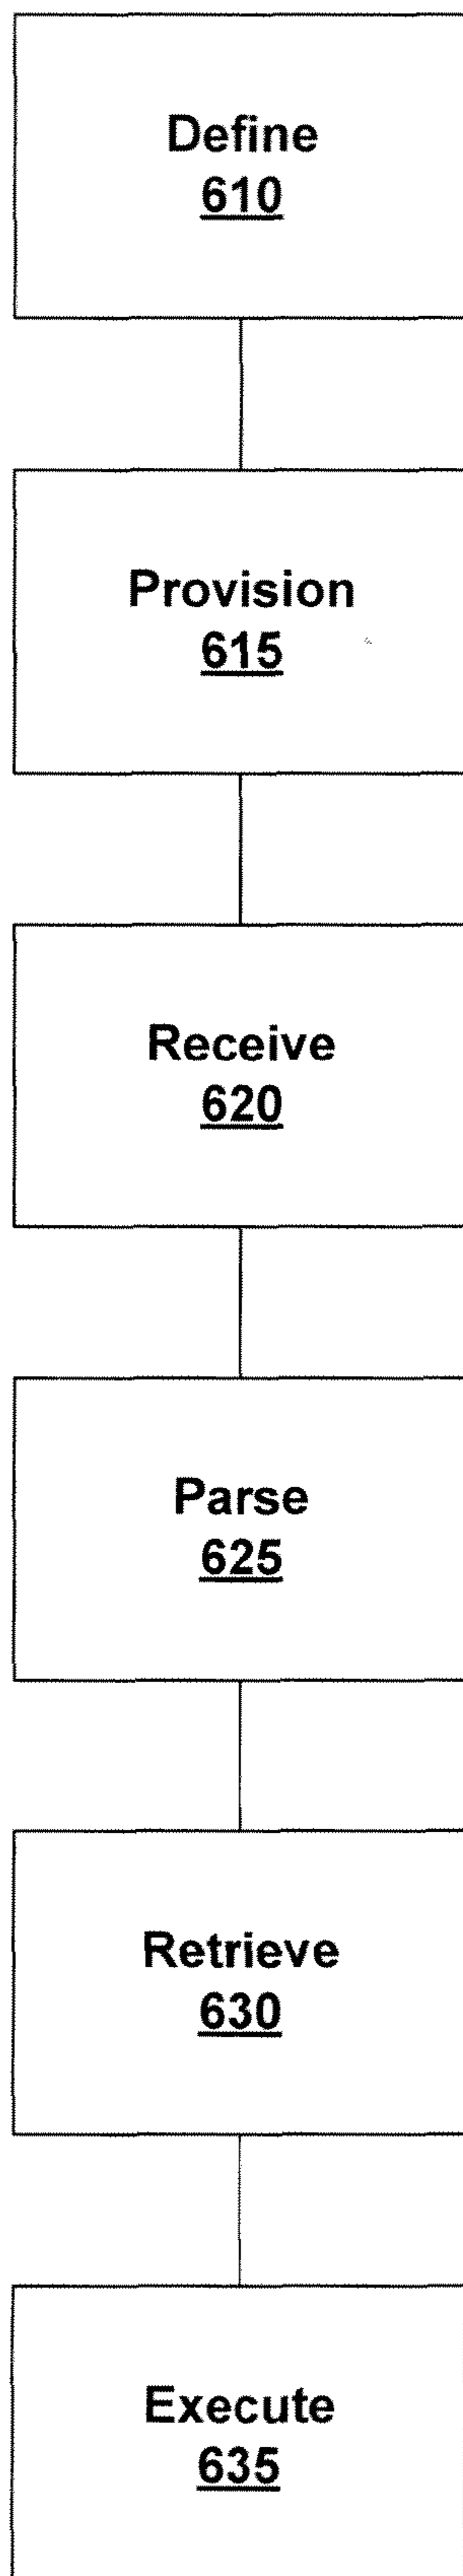 Define
610
Provision
615
Receive
620
Parse
625
Retrieve
630
Execute
635